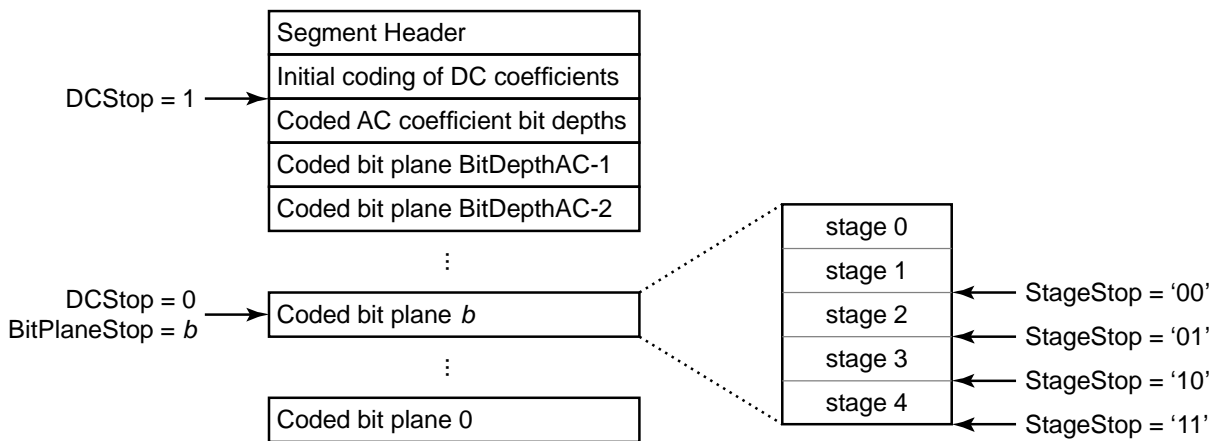 Segment Header
Initial coding of DC coefficients
DCStop = 1
Coded AC coefficient bit depths
Coded bit plane BitDepthAC-1
Coded bit plane BitDepthAC-2
⋮
DCStop = 0
BitPlaneStop = b
Coded bit plane b
⋮
Coded bit plane 0
stage 0
stage 1
StageStop = ‘00’
stage 2
StageStop = ‘01’
stage 3
StageStop = ‘10’
stage 4
StageStop = ‘11’